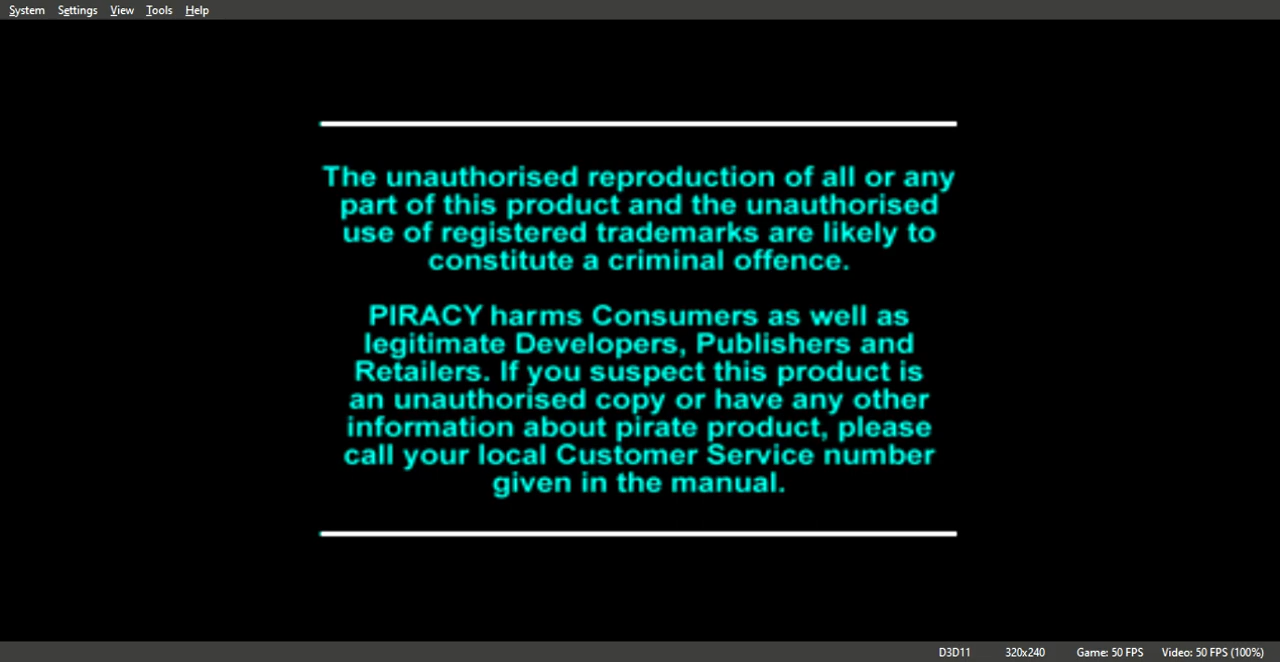 System Settings View Tools Help
The unauthorised reproduction of all or any
part of this product and the unauthorised
use of registered trademarks are likely to
constitute a criminal offence.
PIRACY harms Consumers as well as
legitimate Developers, Publishers and
Retailers. If you suspect this product is
an unauthorised copy or have any other
information about pirate product, please
call your local Customer Service number
given in the manual.
D3D11 320x240 Game: 50 FPS Video: 50 FPS (100%)